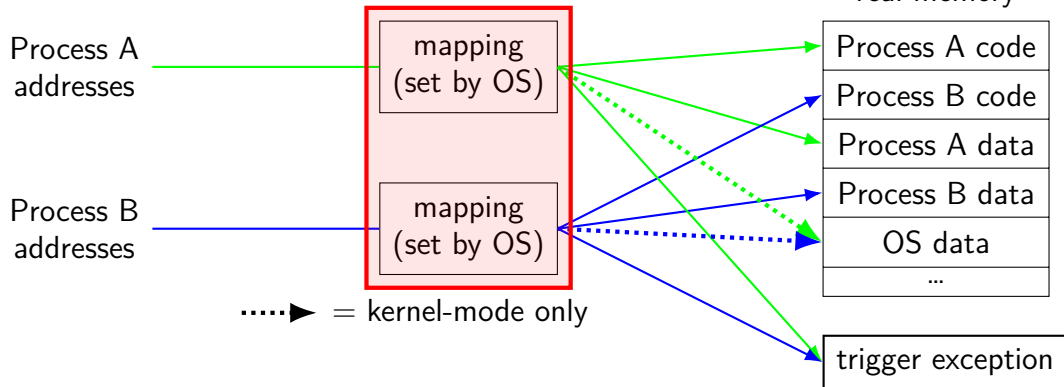 real memory
Process A
addresses
mapping
(set by OS)
Process A code
Process B code
Process A data
Process B
addresses
mapping
(set by OS)
Process B data
OS data
...
= kernel-mode only
trigger exception